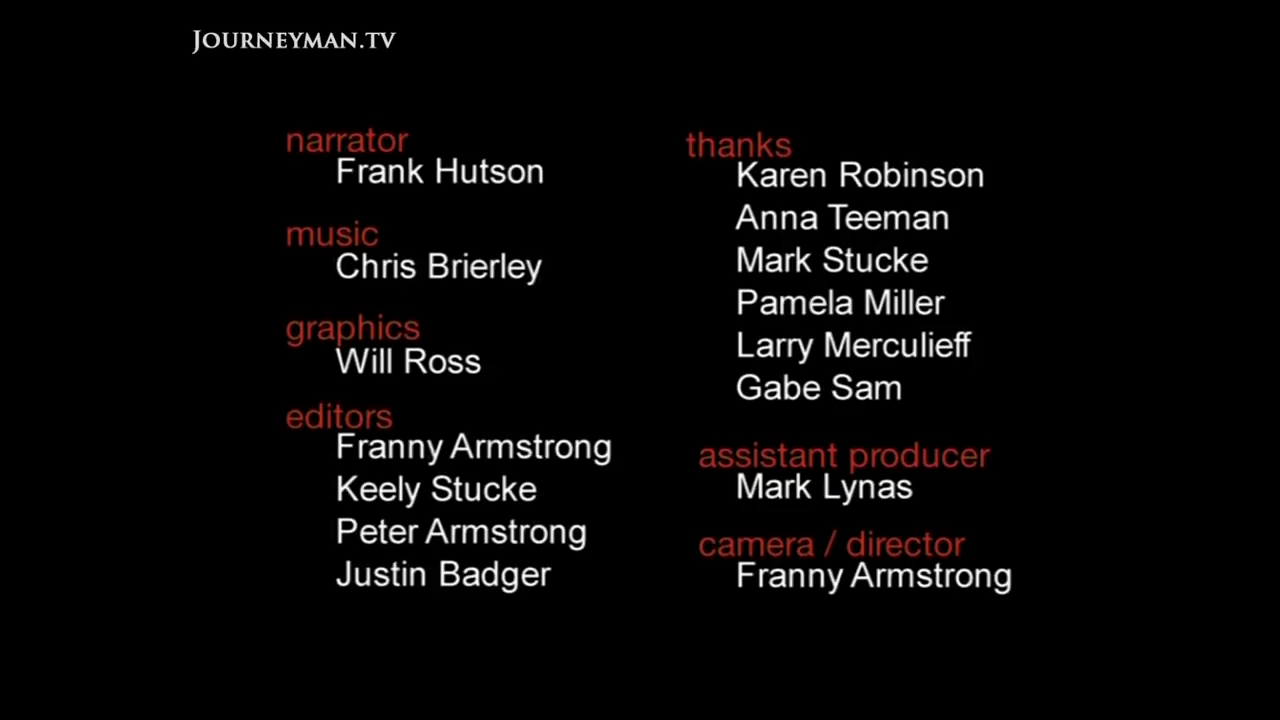 JOURNEYMAN.TV
narrator
Frank Hutson
music
Chris Brierley
graphics
Will Ross
editors
Franny Armstrong
Keely Stucke
Peter Armstrong
Justin Badger
thanks
Karen Robinson
Anna Teeman
Mark Stucke
Pamela Miller
Larry Merculieff
Gabe Sam
assistant producer
Mark Lynas
camera / director
Franny Armstrong